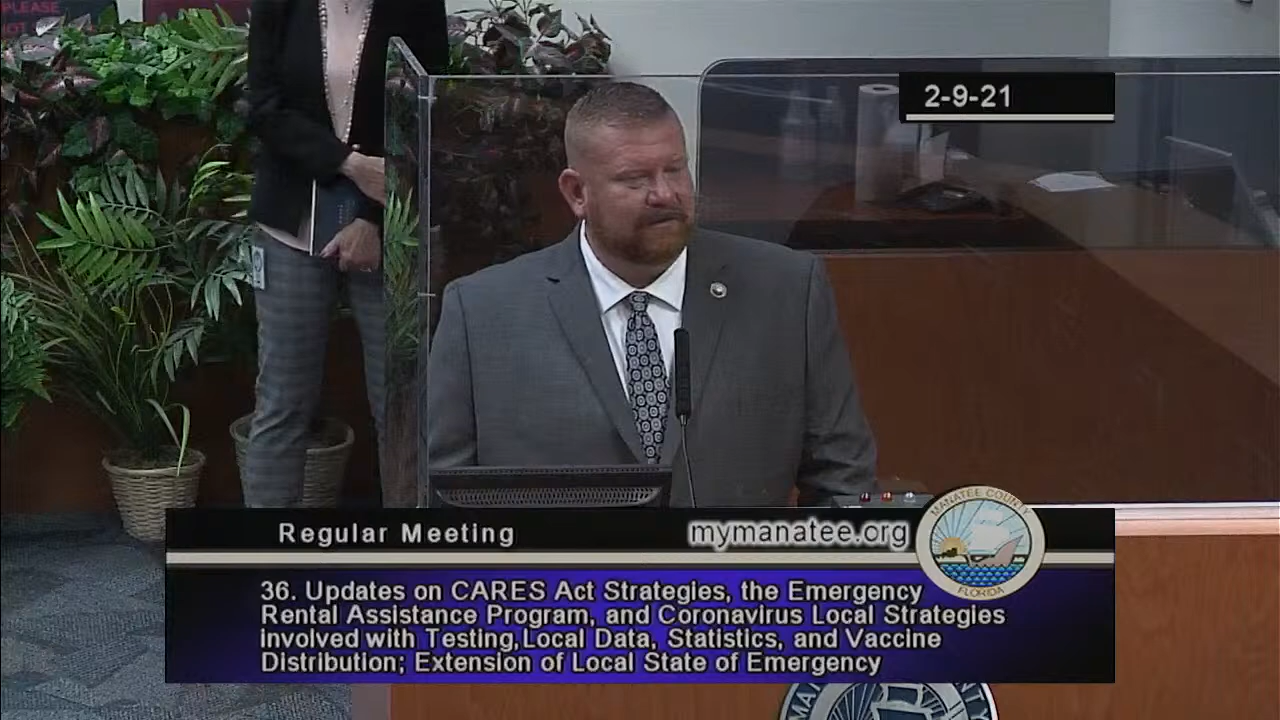 PLEASE
NOT
2-9-21
Regular Meeting
mymanatee.org
MANATEE COUNTY
FLORIDA
36. Updates on CARES Act Strategies, the Emergency
Rental Assistance Program, and Coronavirus Local Strategies
involved with Testing,Local Data, Statistics, and Vaccine
Distribution; Extension of Local State of Emergency